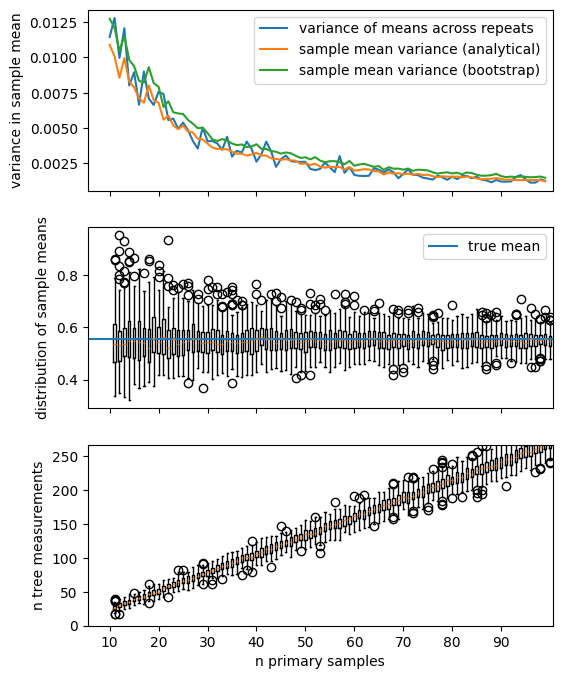 variance in sample mean
0.0125
0.0100
0.0075
0.0050
0.0025
variance of means across repeats
sample mean variance (analytical)
sample mean variance (bootstrap)
distribution of sample means
0.8
0.6
0.4
true mean
n tree measurements
250
200
150
100
50
0
10 20 30 40 50 60 70 80 90
n primary samples